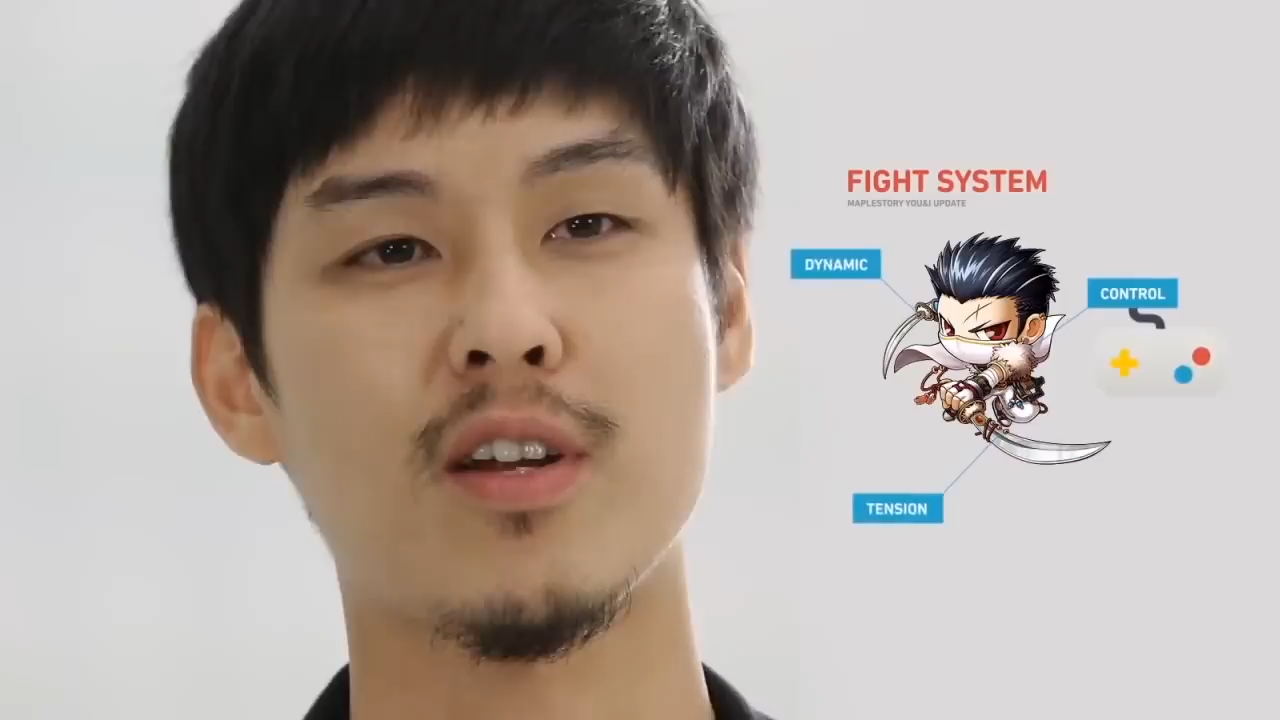 FIGHT SYSTEM
MAPLESTORY YOU&I UPDATE
DYNAMIC
CONTROL
TENSION